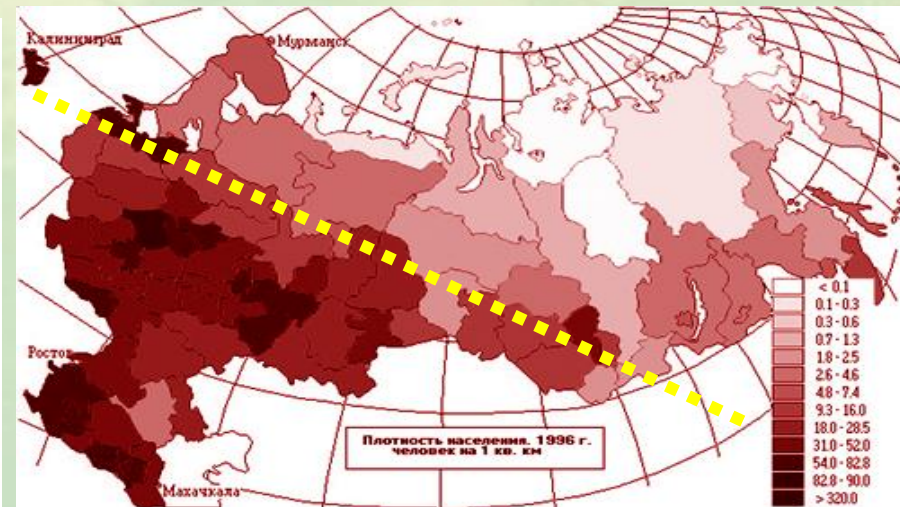 Калининград
Мурманск
Ростов
Махачкала
Плотность населения. 1996 г.
человек на 1 кв. км
< 0.1
0.1 - 0.3
0.3 - 0.6
0.7 - 1.3
1.8 - 2.5
2.6 - 4.6
4.8 - 7.4
9.3 - 16.0
18.0 - 28.5
31.0 - 52.0
54.0 - 82.8
82.8 - 90.0
> 320.0